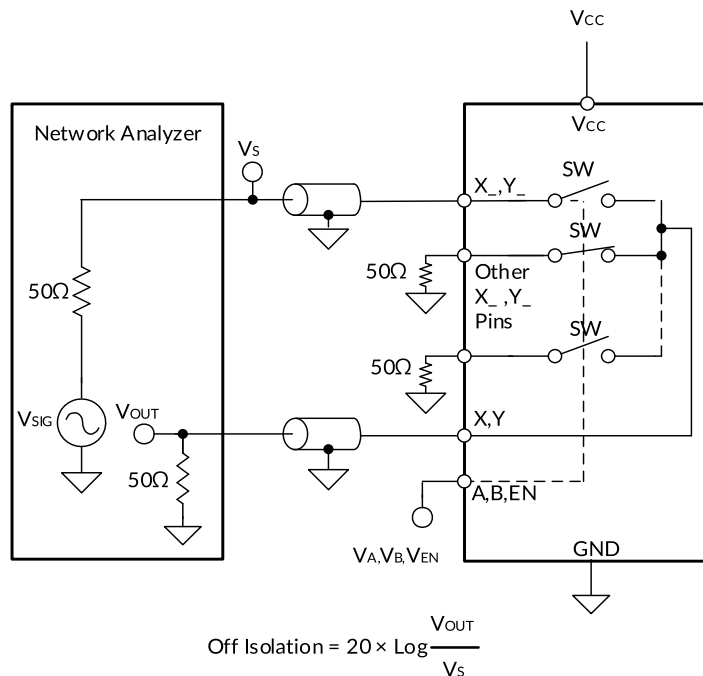 VCC
VCC
Network Analyzer
VS
SW
X_,Y_
SW
50Ω
50Ω
Other
X_ ,Y_
Pins
SW
50Ω
VSIG
VOUT
X,Y
50Ω
A,B,EN
VA,VB,VEN
GND
Off Isolation = 20 × Log VOUT
VS